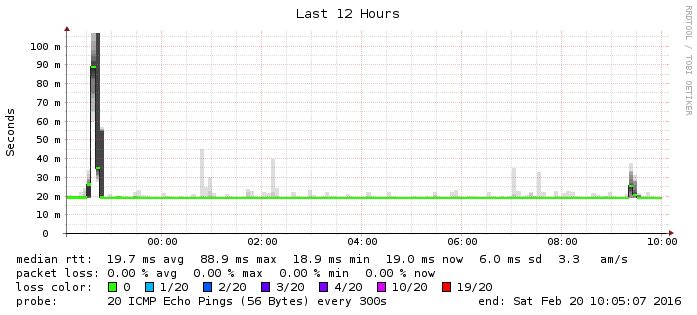 Last 12 Hours
RRDTOOL / TOBI OETIKER
Seconds
100 m
90 m
80 m
70 m
60 m
50 m
40 m
30 m
20 m
10 m
0
00:00 02:00 04:00 06:00 08:00 10:00
median rtt: 19.7 ms avg 88.9 ms max 18.9 ms min 19.0 ms now 6.0 ms sd 3.3 am/s
packet loss: 0.00 % avg 0.00 % max 0.00 % min 0.00 % now
loss color: 0 1/20 2/20 3/20 4/20 10/20 19/20
probe: 20 ICMP Echo Pings (56 Bytes) every 300s end: Sat Feb 20 10:05:07 2016